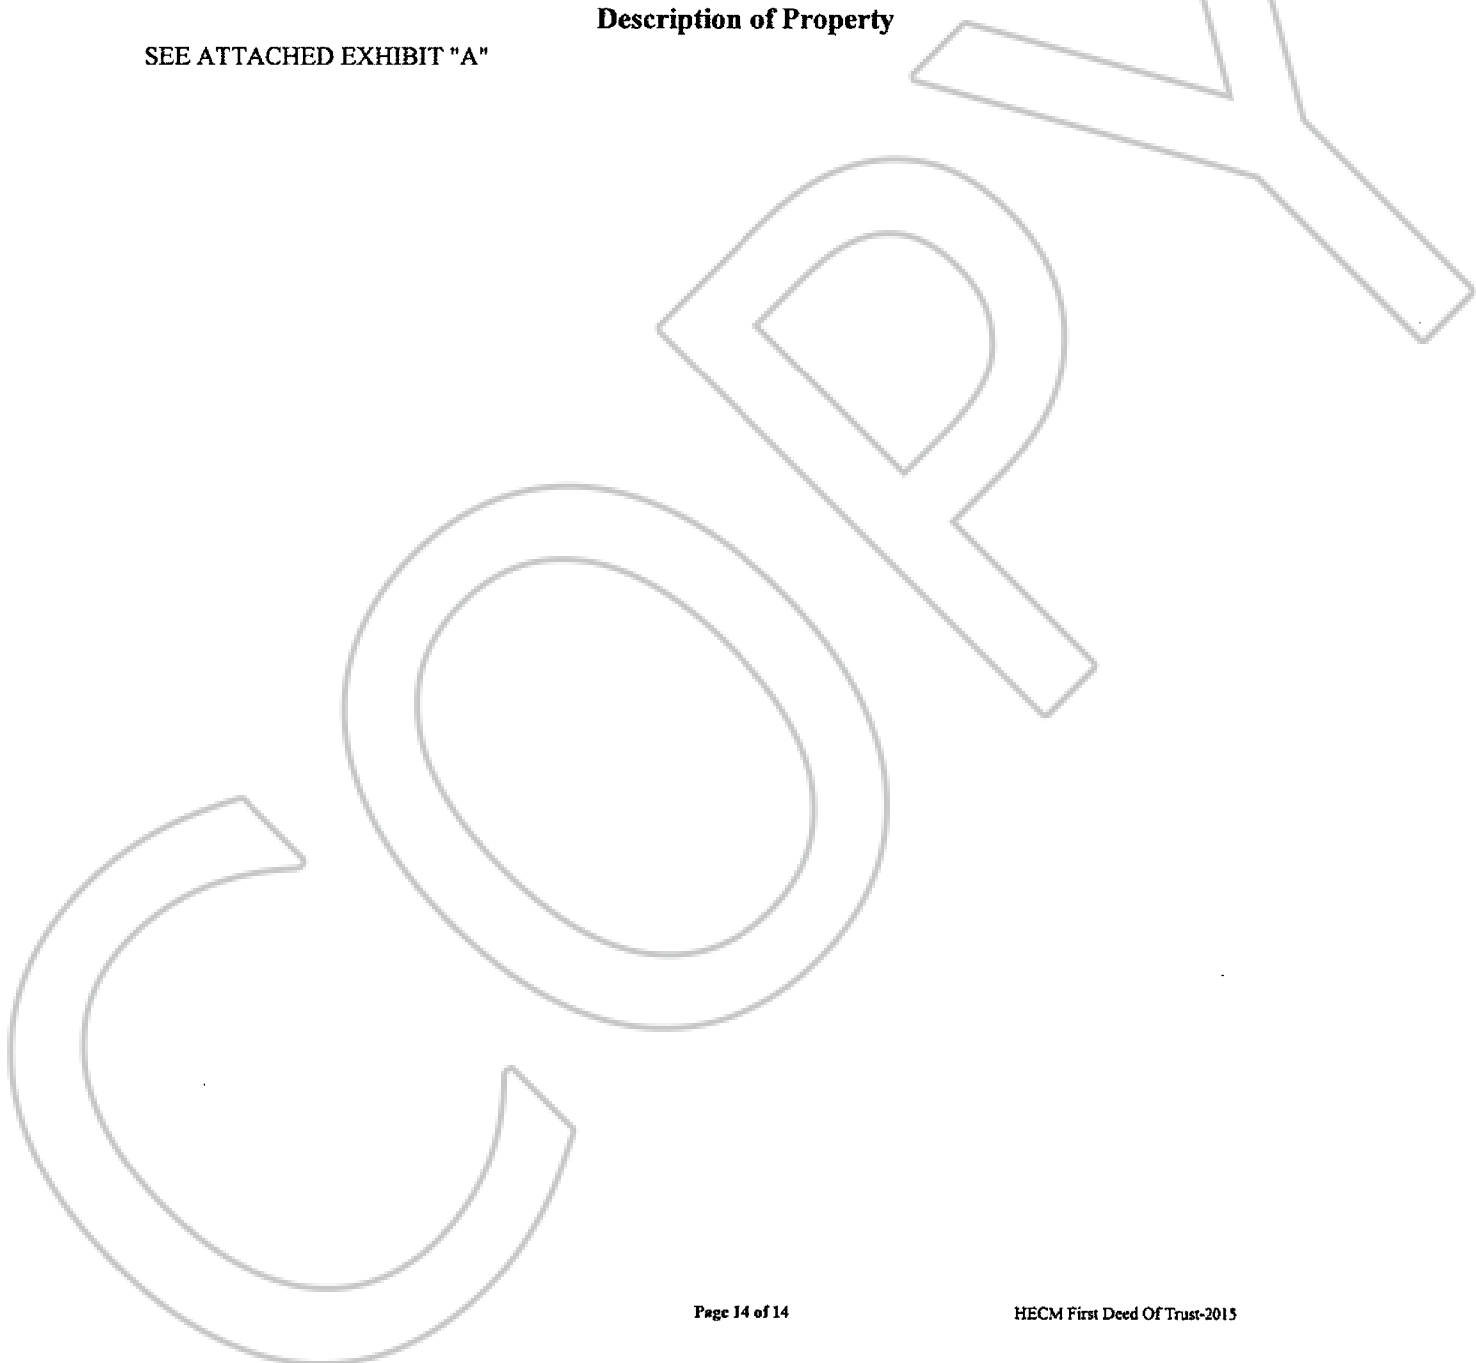 Description of Property
SEE ATTACHED EXHIBIT "A"
COPY
Page 14 of 14
HECM First Deed Of Trust-2015